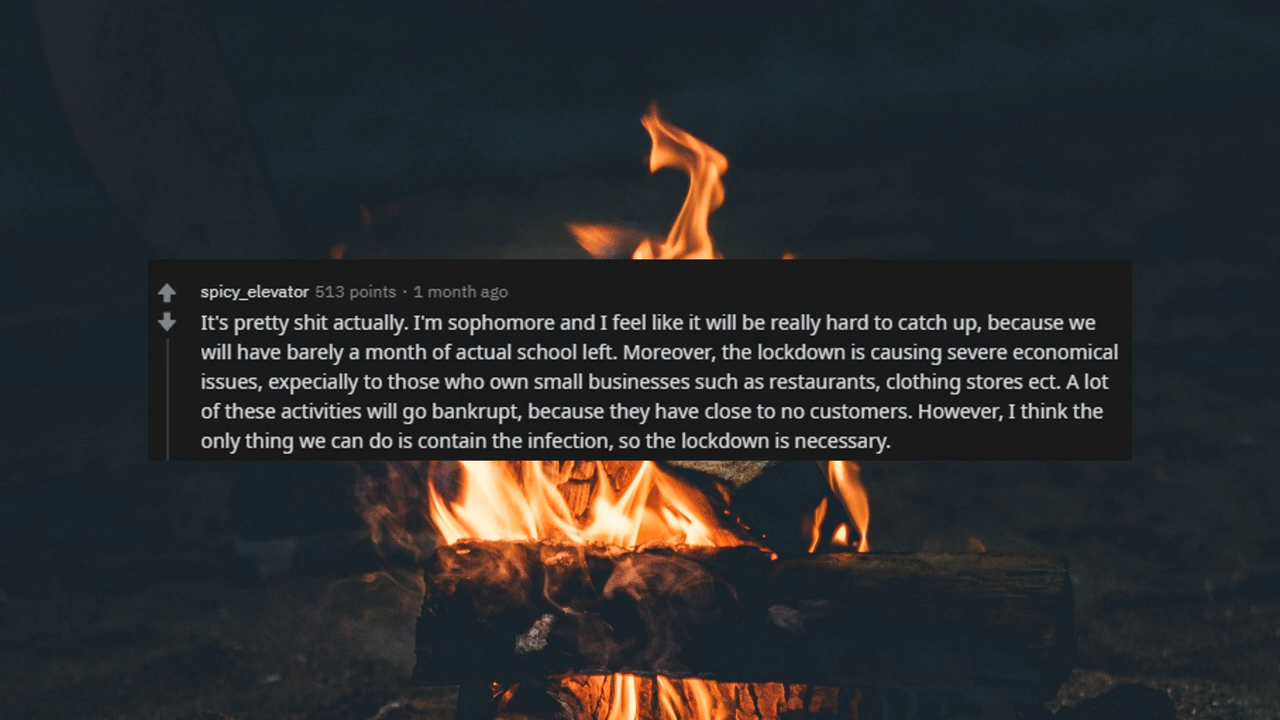 spicy_elevator 513 points · 1 month ago
It's pretty shit actually. I'm sophomore and I feel like it will be really hard to catch up, because we
will have barely a month of actual school left. Moreover, the lockdown is causing severe economical
issues, expecially to those who own small businesses such as restaurants, clothing stores ect. A lot
of these activities will go bankrupt, because they have close to no customers. However, I think the
only thing we can do is contain the infection, so the lockdown is necessary.